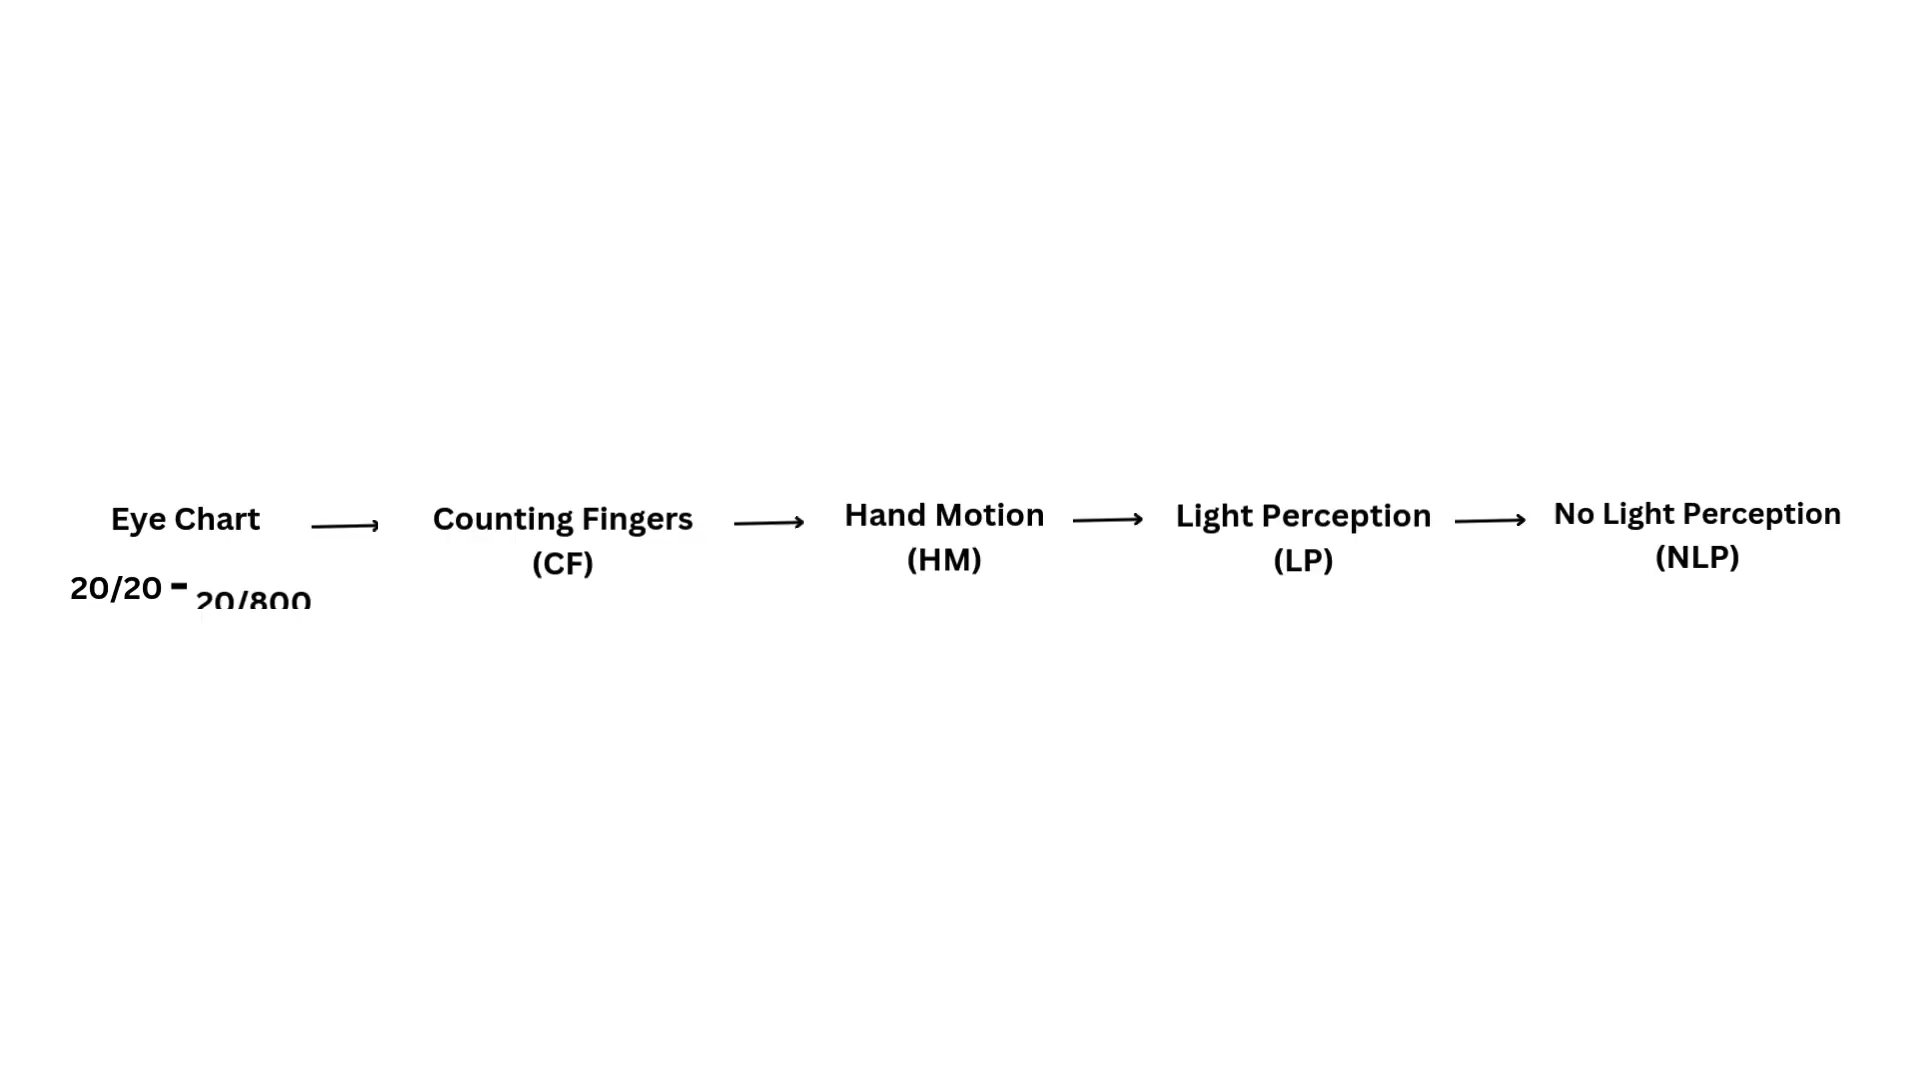 Eye Chart → Counting Fingers → Hand Motion → Light Perception → No Light Perception
(CF) (HM) (LP) (NLP)
20/20 - 20/800